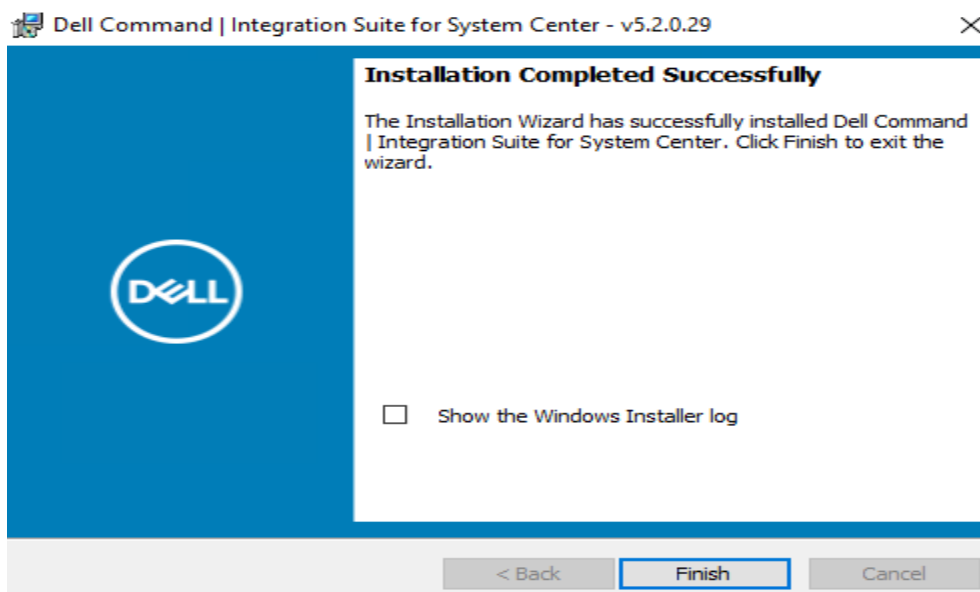 Dell Command | Integration Suite for System Center - v5.2.0.29
Installation Completed Successfully
The Installation Wizard has successfully installed Dell Command
| Integration Suite for System Center. Click Finish to exit the
wizard.
DELL
Show the Windows Installer log
< Back
Finish
Cancel